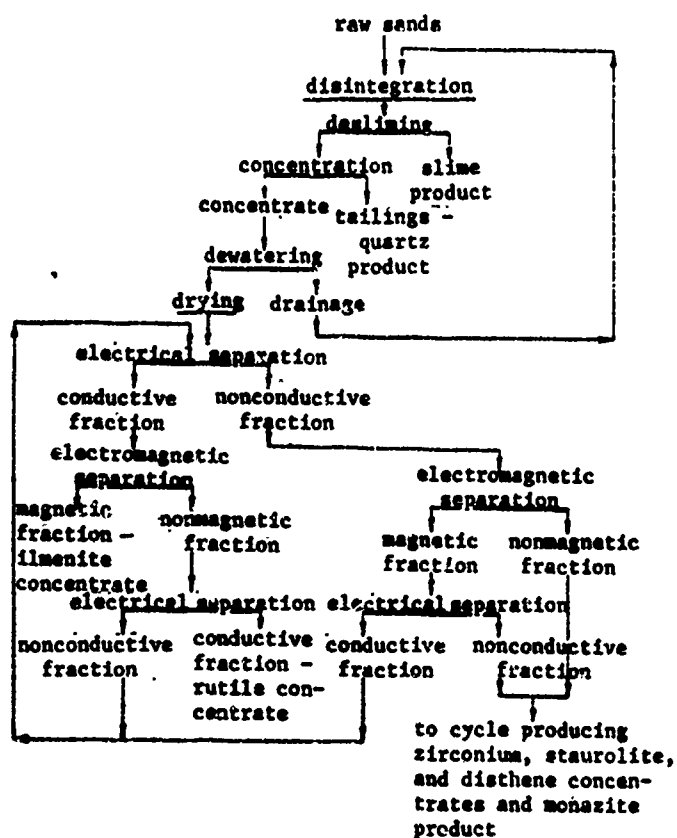 raw sands
disintegration
desliming
concentration
slime
product
concentrate
tailings -
quartz
product
dewatering
drying
drainage
electrical separation
conductive
fraction
nonconductive
fraction
electromagnetic
separation
electromagnetic
separation
magnetic
fraction -
ilmenite
concentrate
nonmagnetic
fraction
magnetic
fraction
nonmagnetic
fraction
electrical separation
electrical separation
nonconductive
fraction
conductive
fraction -
rutile con-
centrate
conductive
fraction
nonconductive
fraction
to cycle producing
zirconium, staurolite,
and disthene concen-
trates and monazite
product